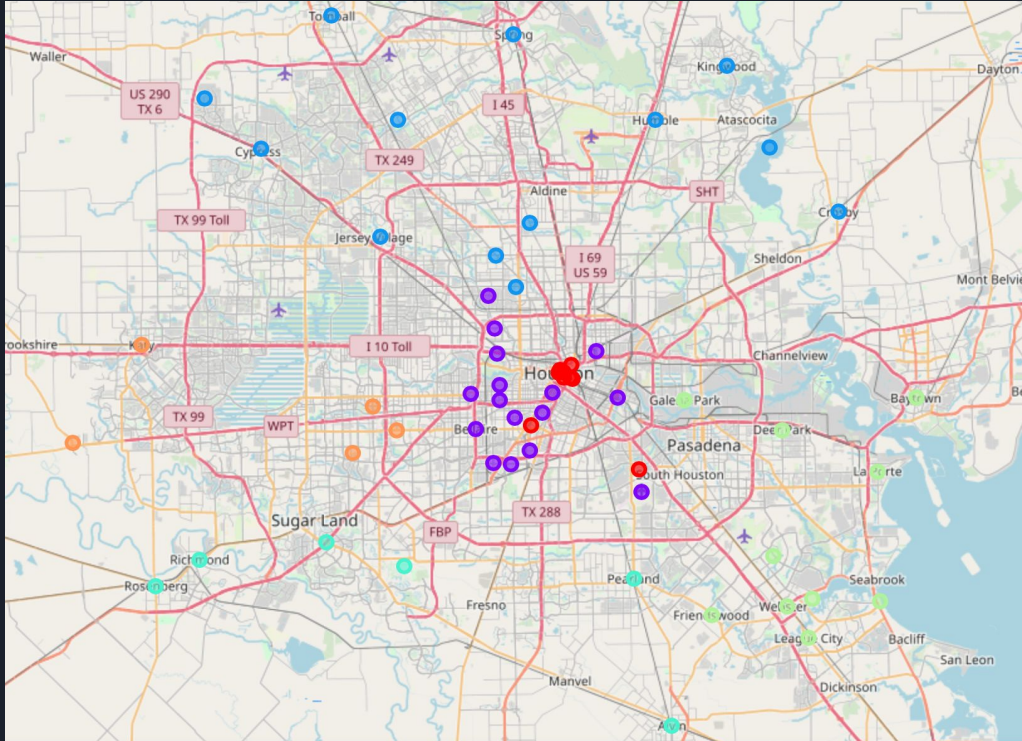 Tomball
Spring
Waller
Kingwood
Dayton
US 290
TX 6
I 45
Humble
Atascocita
Cypress
TX 249
Aldine
SHT
TX 99 Toll
Crosby
Jersey Village
I 69
US 59
Sheldon
Mont Belvie
rookshire
Katy
I 10 Toll
Channelview
Houston
TX 99
WPT
Galena Park
Baytown
Bellaire
Deer Park
Pasadena
La Porte
South Houston
Sugar Land
TX 288
FBP
Richmond
Rosenberg
Pearland
Seabrook
Fresno
Friendswood
Webster
League City
Bacliff
San Leon
Manvel
Dickinson
Alvin